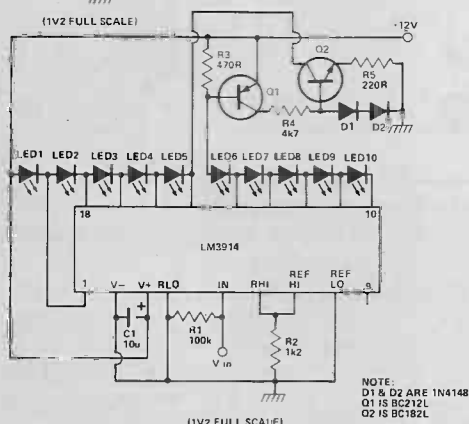 (1V2 FULL SCALE)
+12V
Q2
R3
470R
R5
220R
Q1
R4
4k7
D1
D2
LED1
LED2
LED3
LED4
LED5
LED6
LED7
LED8
LED9
LED10
18
10
LM3914
1
V-
V+
RLO
IN
RHI
REF
HI
REF
LO
9
C1
10u
+
R1
100k
R2
1k2
V in
NOTE:
D1 & D2 ARE 1N4148
Q1 IS BC212L
Q2 IS BC182L
(1V2 FULL SCALE)